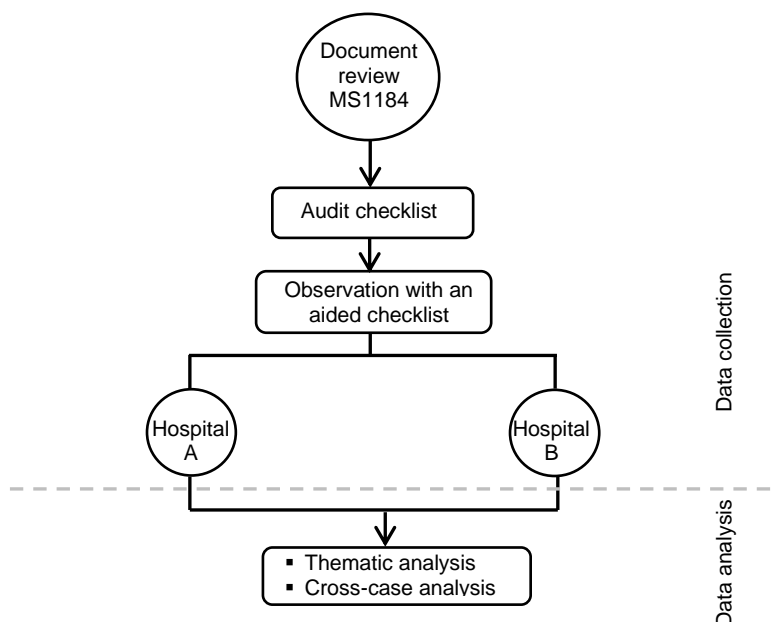 Document
review
MS1184
Audit checklist
Observation with an
aided checklist
Data collection
Hospital
A
Hospital
B
▪ Thematic analysis
▪ Cross-case analysis
Data analysis